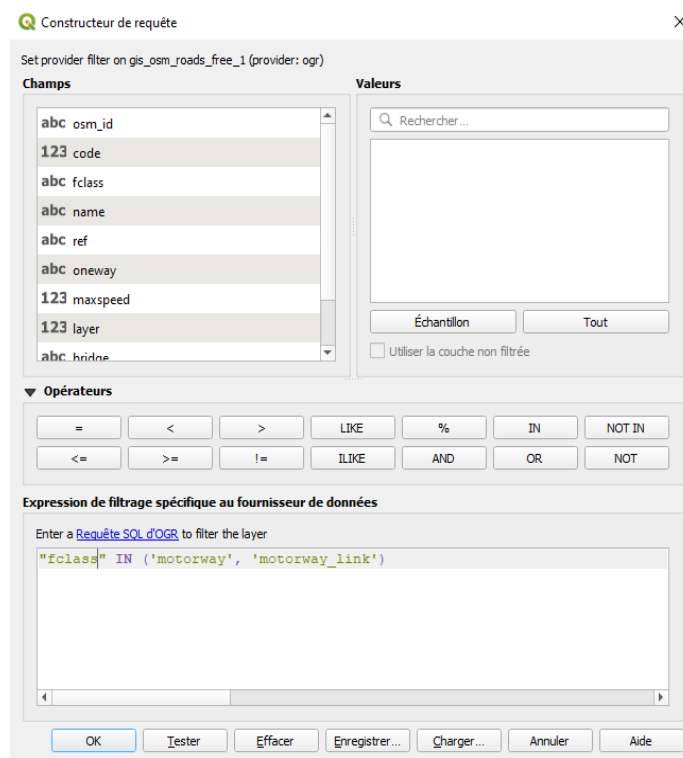 Constructeur de requête
Set provider filter on gis_osm_roads_free_1 (provider: ogr)
Champs
Valeurs
abc osm_id
123 code
abc fclass
abc name
abc ref
abc oneway
123 maxspeed
123 layer
abc bridge
Rechercher...
Échantillon
Tout
Utiliser la couche non filtrée
Opérateurs
= < > LIKE % IN NOT IN
<= >= != ILIKE AND OR NOT
Expression de filtrage spécifique au fournisseur de données
Enter a Requête SQL d'OGR to filter the layer
"fclass" IN ('motorway', 'motorway_link')
OK Tester Effacer Enregistrer... Charger... Annuler Aide